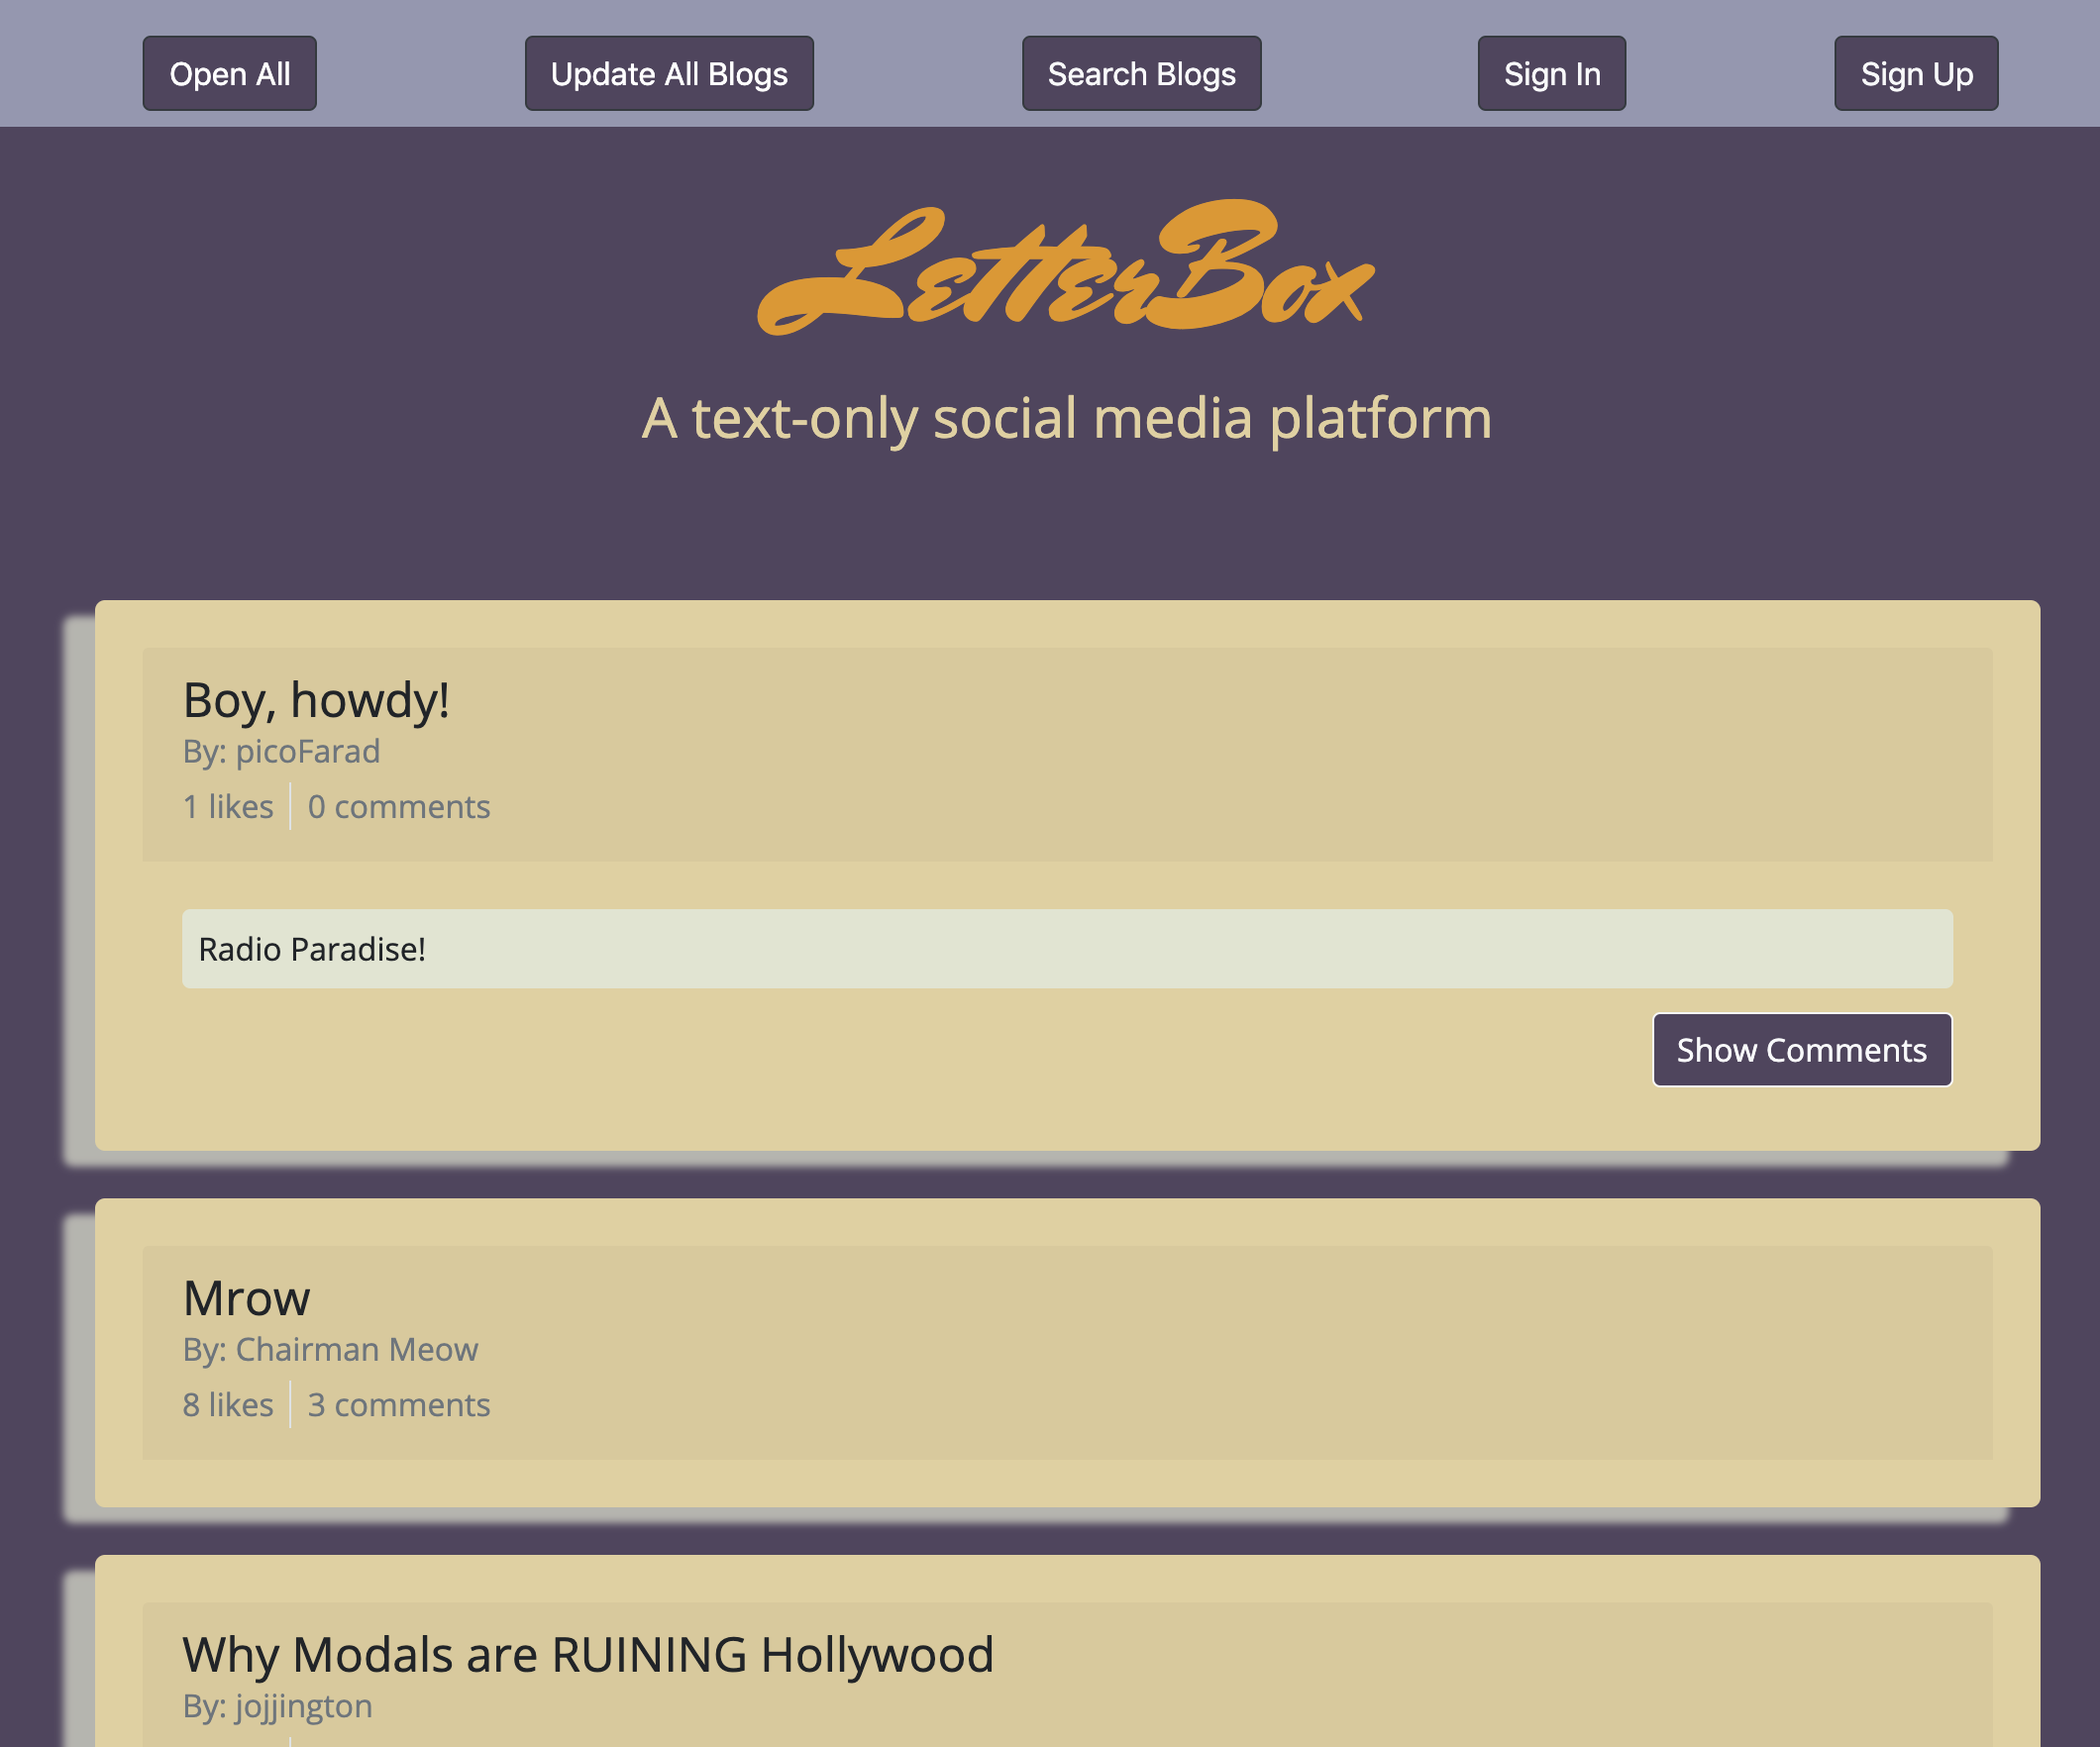 Open All Update All Blogs Search Blogs Sign In Sign Up
LetterBox
A text-only social media platform
Boy, howdy!
By: picoFarad
1 likes 0 comments
Radio Paradise!
Show Comments
Mrow
By: Chairman Meow
8 likes 3 comments
Why Modals are RUINING Hollywood
By: jojjington